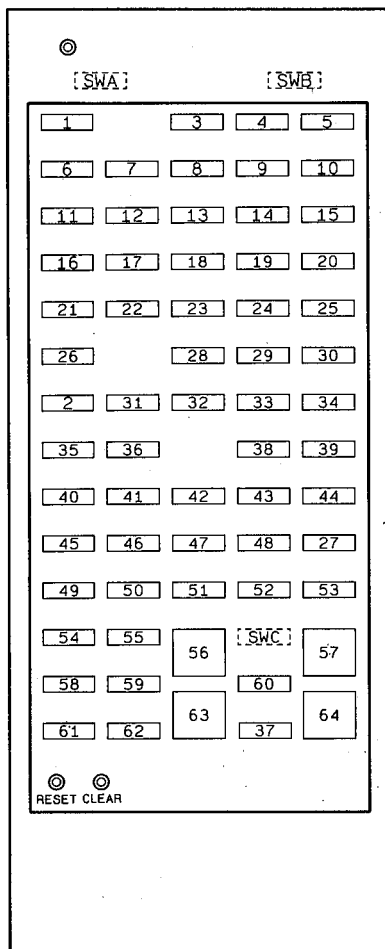 SWA SWB
1 3 4 5
6 7 8 9 10
11 12 13 14 15
16 17 18 19 20
21 22 23 24 25
26 28 29 30
2 31 32 33 34
35 36 38 39
40 41 42 43 44
45 46 47 48 27
49 50 51 52 53
54 55 56 SWC 57
58 59 60
61 62 63 37 64
RESET CLEAR